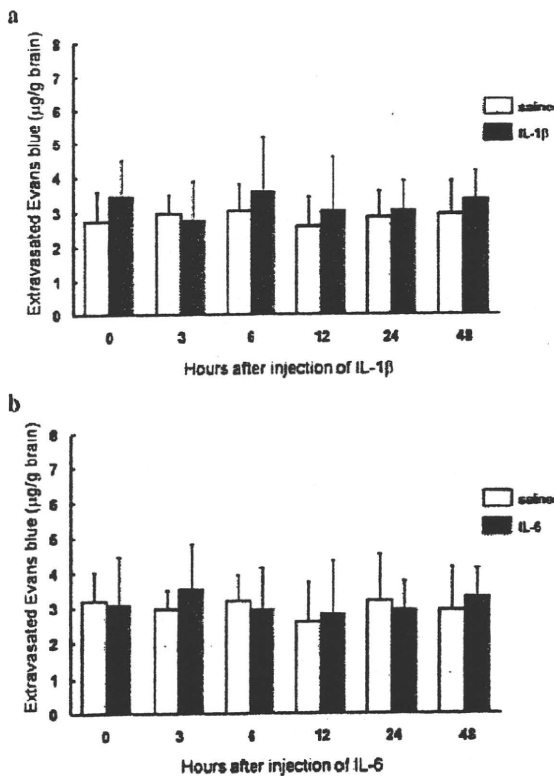 a
Extravasated Evans blue (µg/g brain)
8
7
6
5
4
3
2
1
0
0 3 6 12 24 48
Hours after injection of IL-1β
saline
IL-1β
b
Extravasated Evans blue (µg/g brain)
8
7
6
5
4
3
2
1
0
0 3 6 12 24 48
Hours after injection of IL-6
saline
IL-6